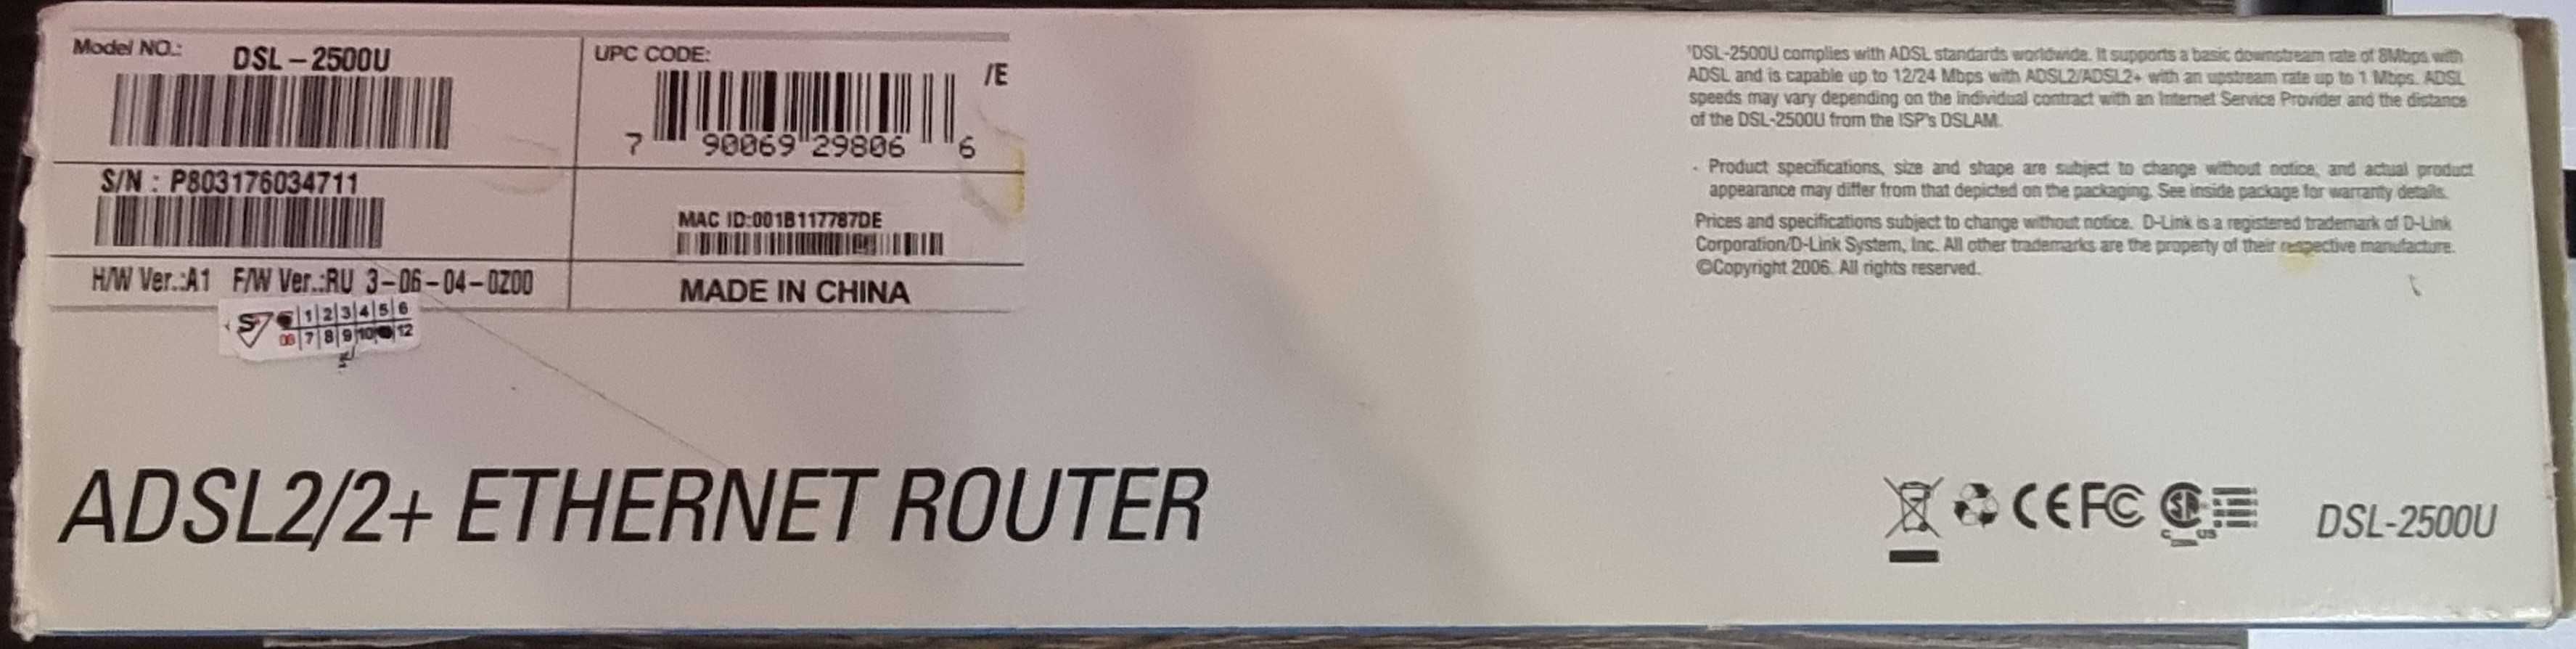 Model NO.: DSL-2500U
UPC CODE:
/E
7 90069 29806 6
S/N : P803176034711
MAC ID:001B117787DE
H/W Ver.:A1 F/W Ver.:RU 3-06-04-0Z00
MADE IN CHINA
S 1 2 3 4 5 6
06 7 8 9 10 12
¹DSL-2500U complies with ADSL standards worldwide. It supports a basic downstream rate of 8Mbps with
ADSL and is capable up to 12/24 Mbps with ADSL2/ADSL2+ with an upstream rate up to 1 Mbps. ADSL
speeds may vary depending on the individual contract with an Internet Service Provider and the distance
of the DSL-2500U from the ISP's DSLAM.
- Product specifications, size and shape are subject to change without notice, and actual product
appearance may differ from that depicted on the packaging. See inside package for warranty details.
Prices and specifications subject to change without notice. D-Link is a registered trademark of D-Link
Corporation/D-Link System, Inc. All other trademarks are the property of their respective manufacture.
©Copyright 2006. All rights reserved.
ADSL2/2+ ETHERNET ROUTER
CE FC SA C US
DSL-2500U